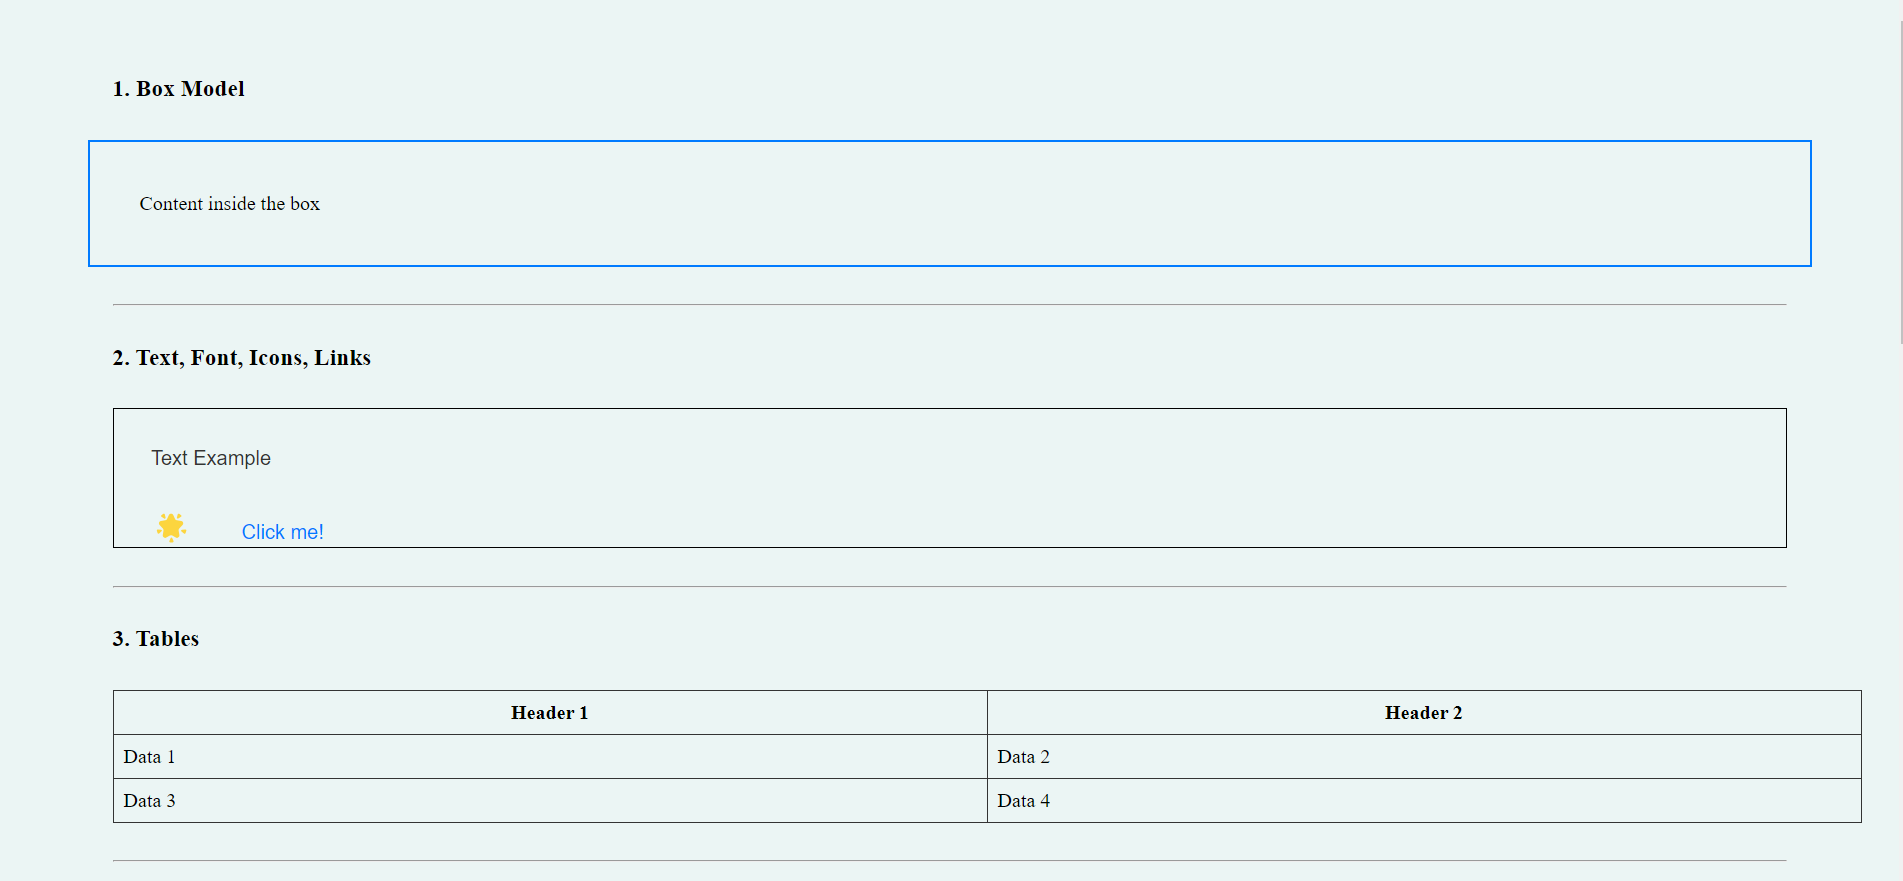 1. Box Model
Content inside the box
2. Text, Font, Icons, Links
Text Example
Click me!
3. Tables
Header 1 Header 2
Data 1 Data 2
Data 3 Data 4